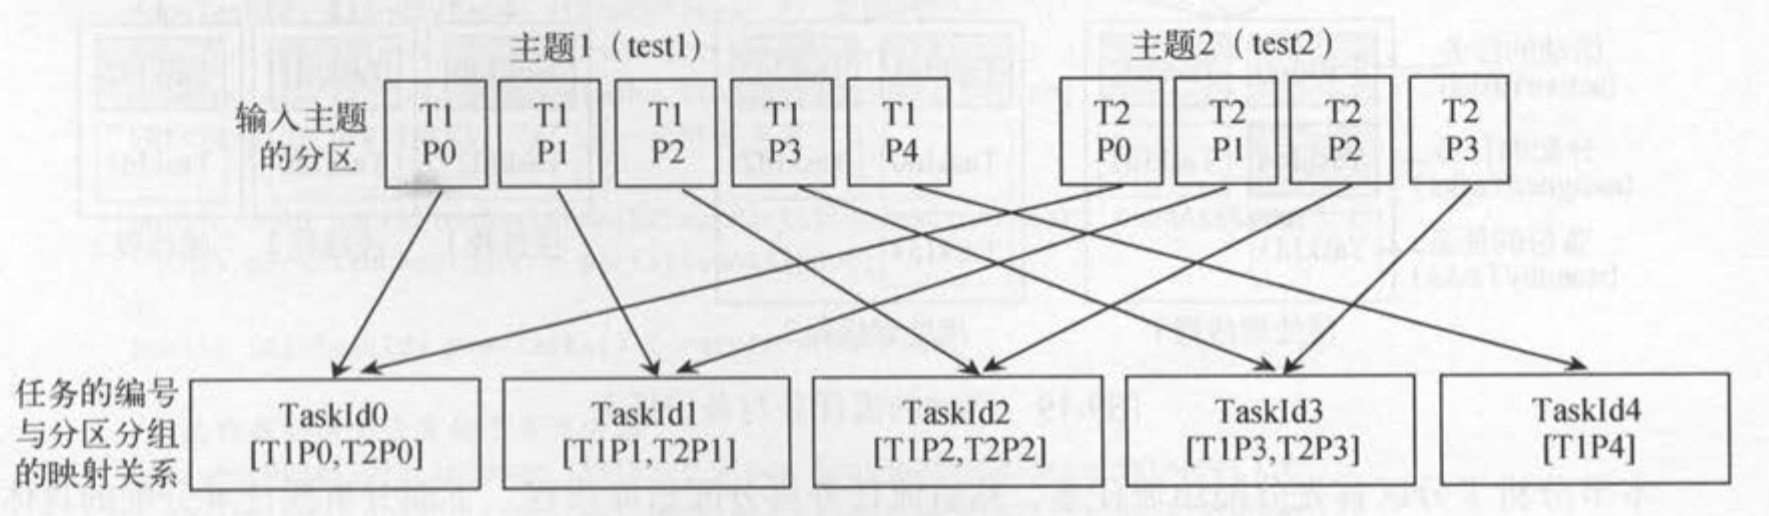 主题1（test1）
主题2（test2）
输入主题
的分区
T1
P0
T1
P1
T1
P2
T1
P3
T1
P4
T2
P0
T2
P1
T2
P2
T2
P3
任务的编号
与分区分组
的映射关系
TaskId0
[T1P0,T2P0]
TaskId1
[T1P1,T2P1]
TaskId2
[T1P2,T2P2]
TaskId3
[T1P3,T2P3]
TaskId4
[T1P4]